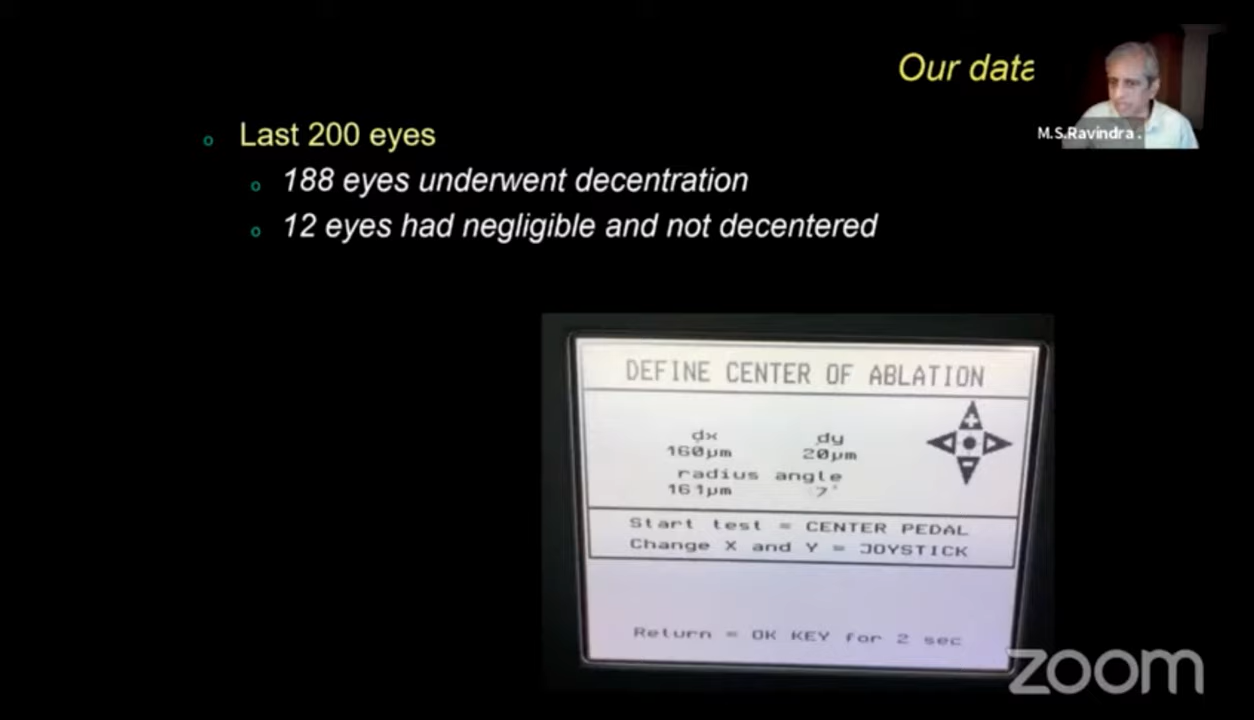 Our data
M.S.Ravindra .
Last 200 eyes
188 eyes underwent decentration
12 eyes had negligible and not decentered
DEFINE CENTER OF ABLATION
dx dy
160µm 20µm
radius angle
161µm 7°
Start test = CENTER PEDAL
Change X and Y = JOYSTICK
Return = OK KEY for 2 sec
zoom